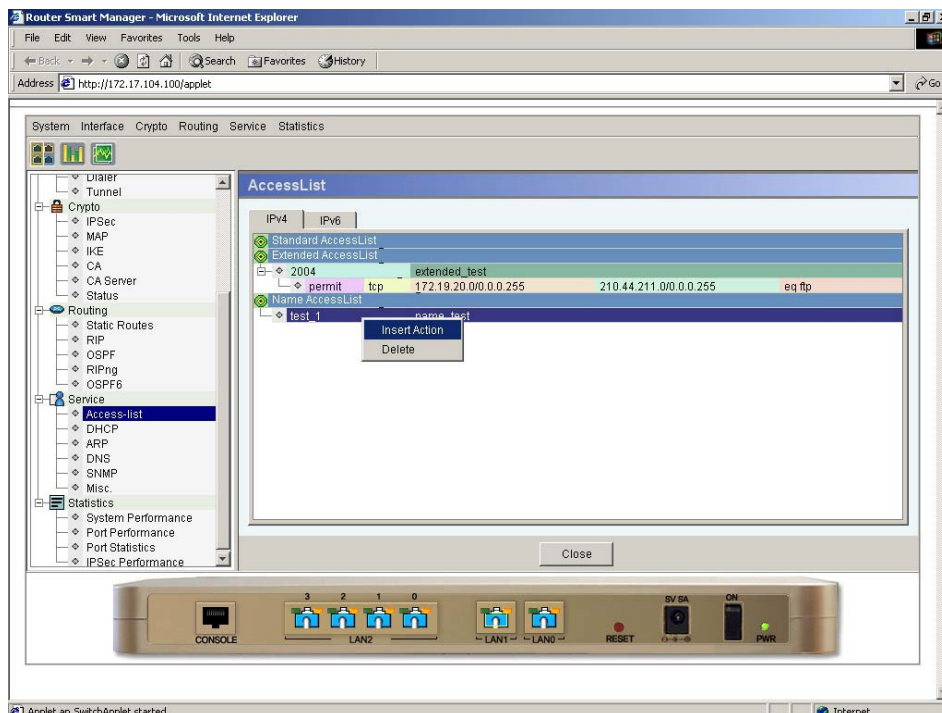 Router Smart Manager - Microsoft Internet Explorer
File Edit View Favorites Tools Help
Back Search Favorites History
Address http://172.17.104.100/applet Go
System Interface Crypto Routing Service Statistics
Dialer
Tunnel
Crypto
IPSec
MAP
IKE
CA
CA Server
Status
Routing
Static Routes
RIP
OSPF
RIPng
OSPF6
Service
Access-list
DHCP
ARP
DNS
SNMP
Misc.
Statistics
System Performance
Port Performance
Port Statistics
IPSec Performance
AccessList
IPv4 IPv6
Standard AccessList
Extended AccessList
2004 extended_test
permit tcp 172.19.20.0/0.0.0.255 210.44.211.0/0.0.0.255 eq ftp
Name AccessList
test_1 name_test
Insert Action
Delete
Close
3 2 1 0
CONSOLE LAN2 LAN1 LAN0 RESET 5V 5A ON PWR
Applet an SwitchApplet started Internet